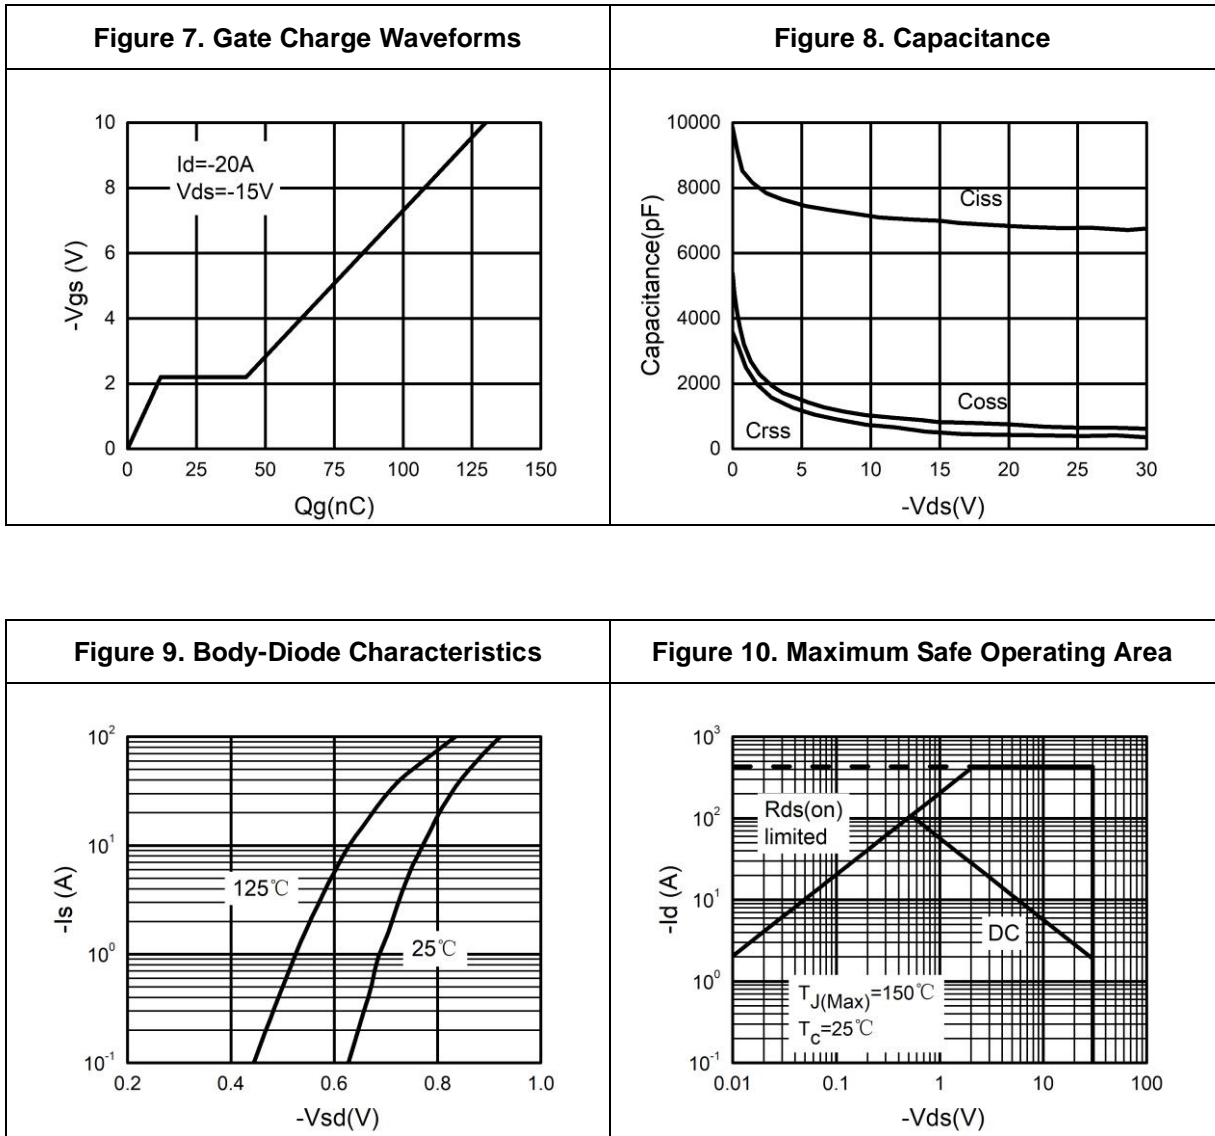 Figure 7. Gate Charge Waveforms
Figure 8. Capacitance
10
8
6
4
2
0
-Vgs (V)
Id=-20A
Vds=-15V
0 25 50 75 100 125 150
Qg(nC)
10000
8000
6000
4000
2000
0
Capacitance(pF)
Ciss
Coss
Crss
0 5 10 15 20 25 30
-Vds(V)
Figure 9. Body-Diode Characteristics
Figure 10. Maximum Safe Operating Area
10²
10¹
10⁰
10⁻¹
-Is (A)
125℃
25℃
0.2 0.4 0.6 0.8 1.0
-Vsd(V)
10³
10²
10¹
10⁰
10⁻¹
-Id (A)
Rds(on)
limited
DC
TJ(Max)=150℃
Tc=25℃
0.01 0.1 1 10 100
-Vds(V)